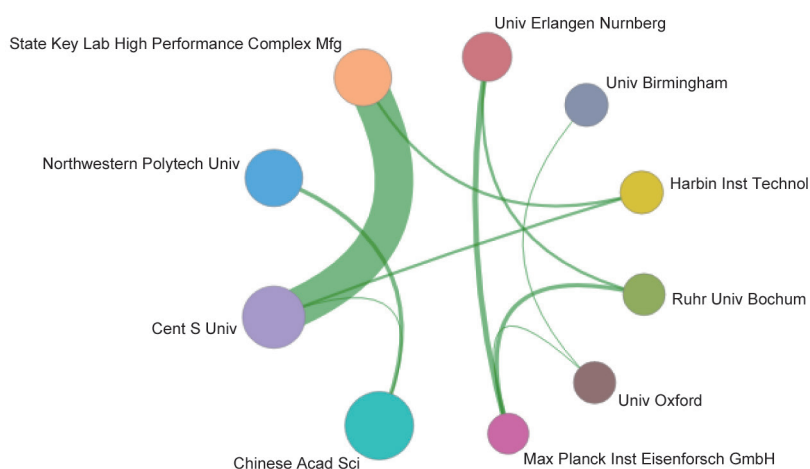 Univ Erlangen Nurnberg
State Key Lab High Performance Complex Mfg
Univ Birmingham
Northwestern Polytech Univ
Harbin Inst Technol
Ruhr Univ Bochum
Cent S Univ
Univ Oxford
Max Planck Inst Eisenforsch GmbH
Chinese Acad Sci